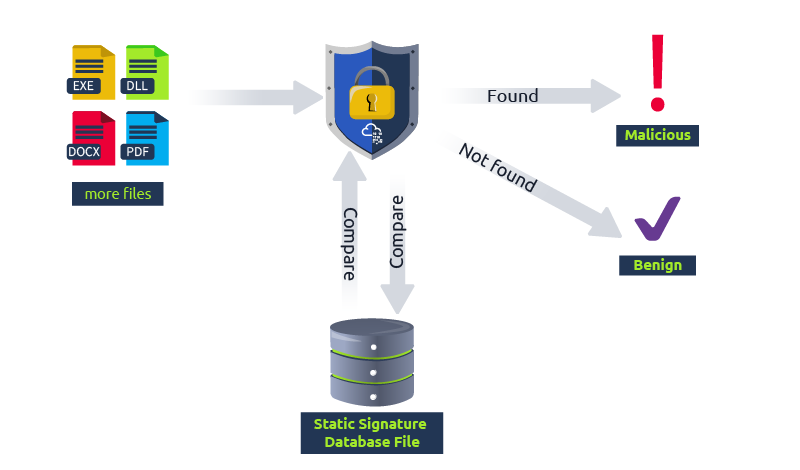 EXE
DLL
DOCX
PDF
more files
Found
Malicious
Not found
Benign
Compare
Compare
Static Signature
Database File